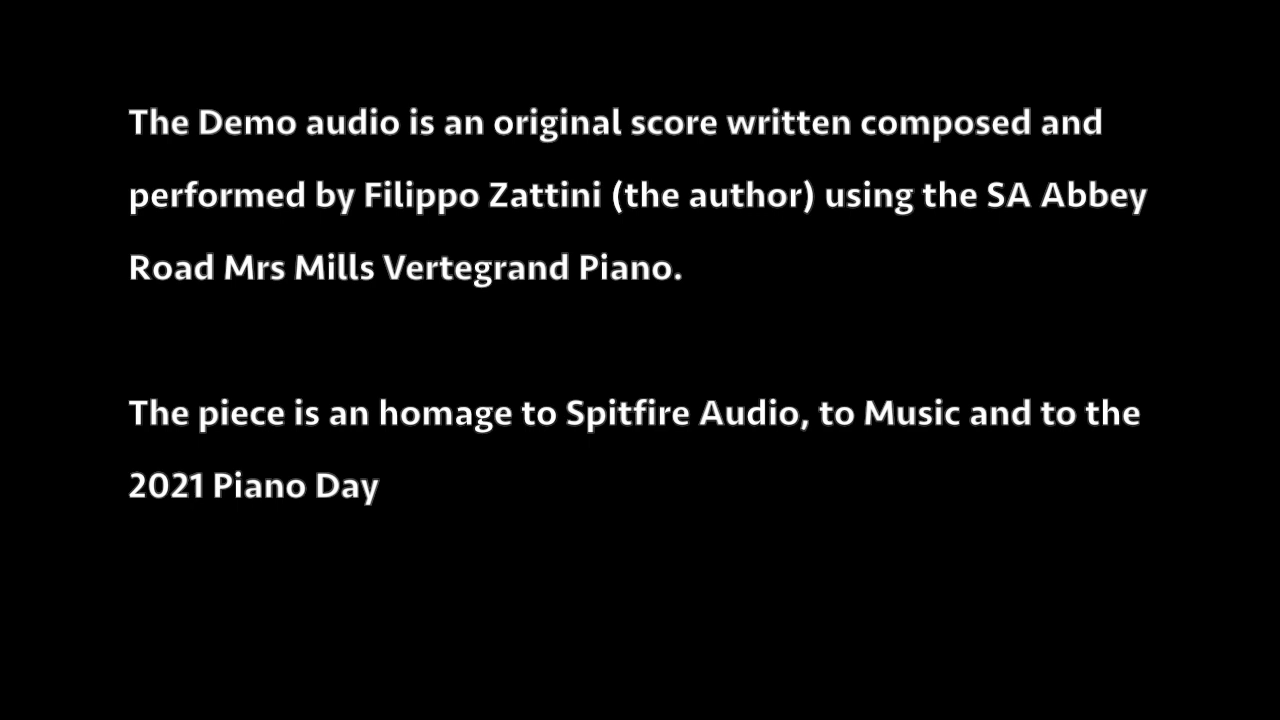 The Demo audio is an original score written composed and
performed by Filippo Zattini (the author) using the SA Abbey
Road Mrs Mills Vertegrand Piano.
The piece is an homage to Spitfire Audio, to Music and to the
2021 Piano Day